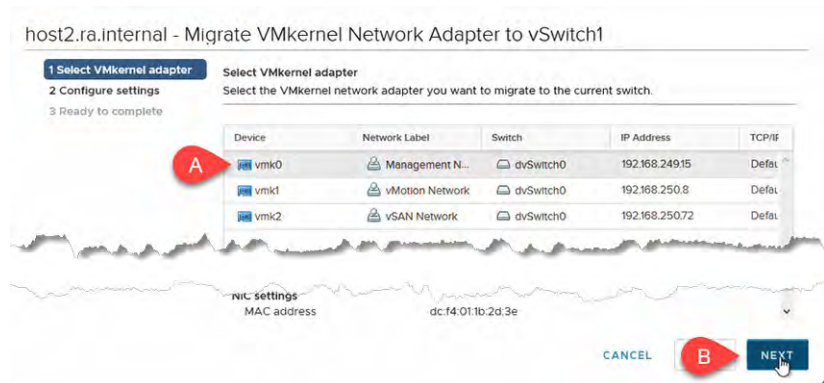 host2.ra.internal - Migrate VMkernel Network Adapter to vSwitch1
1 Select VMkernel adapter
2 Configure settings
3 Ready to complete
Select VMkernel adapter
Select the VMkernel network adapter you want to migrate to the current switch.
Device Network Label Switch IP Address TCP/IF
A vmk0 Management N... dvSwitch0 192.168.249.15 Defau
vmk1 vMotion Network dvSwitch0 192.168.250.8 Defau
vmk2 vSAN Network dvSwitch0 192.168.250.72 Defau
NIC settings
MAC address dc:f4:01:1b:2d:3e
CANCEL B NEXT